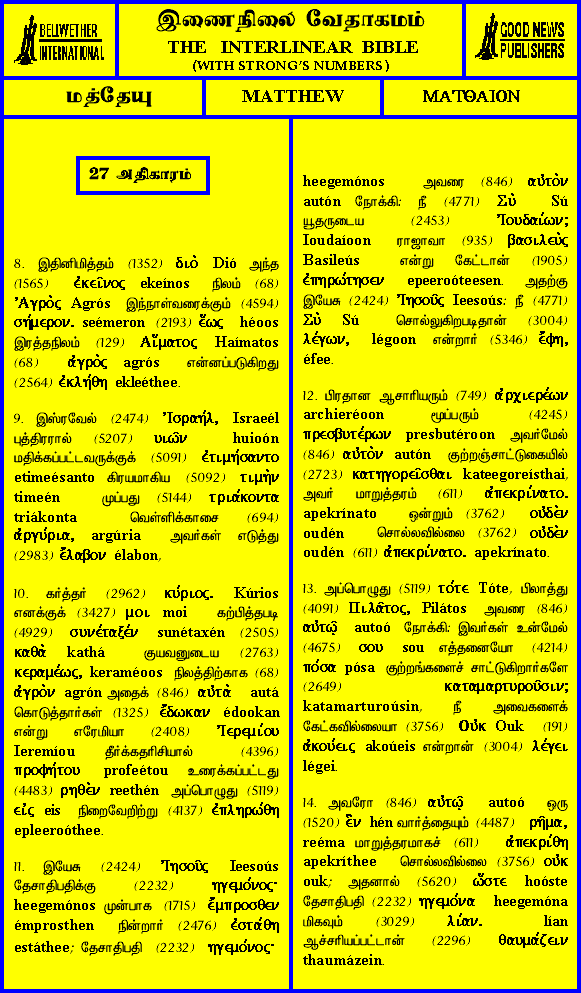 BELLWETHER
INTERNATIONAL
இணைநிலை வேதாகமம்
THE INTERLINEAR BIBLE
(WITH STRONG'S NUMBERS)
GOOD NEWS
PUBLISHERS
மத்தேயு
MATTHEW
ΜΑΤΘΑΙΟΝ
27 அதிகாரம்
8. இதினிமித்தம் (1352) διὸ Dió அந்த
(1565) ἐκεῖνος ekeínos நிலம் (68)
Ἀγρὸς Agrós இந்நாள்வரைக்கும் (4594)
σήμερον. seémeron (2193) ἕως héoos
இரத்தநிலம் (129) Αἵματος Haímatos
(68) ἀγρὸς agrós என்னப்படுகிறது
(2564) ἐκλήθη ekleéthee.
9. இஸ்ரவேல் (2474) Ἰσραήλ, Israeél
புத்திரரால் (5207) υιῶν huioón
மதிக்கப்பட்டவருக்குக் (5091) ἐτιμήσαντο
etimeésanto கிரயமாகிய (5092) τιμὴν
timeén முப்பது (5144) τριάκοντα
triákonta வெள்ளிக்காசை (694)
ἀργύρια, argúria அவர்கள் எடுத்து
(2983) ἔλαβον élabon,
10. கர்த்தர் (2962) κύριος. Kúrios
எனக்குக் (3427) μοι moi கற்பித்தபடி
(4929) συνέταξέν sunétaxén (2505)
καθὰ kathá குயவனுடைய (2763)
κεραμέως, keraméoos நிலத்திற்காக (68)
ἀγρὸν agrón அதைக் (846) αὐτὰ autá
கொடுத்தார்கள் (1325) ἔδωκαν édookan
என்று எரேமியா (2408) Ἰερεμίου
Ieremíou தீர்க்கதரிசியால் (4396)
προφήτου profeétou உரைக்கப்பட்டது
(4483) ρηθὲν reethén அப்பொழுது (5119)
εἰς eis நிறைவேறிற்று (4137) ἐπληρώθη
epleeroóthee.
11. இயேசு (2424) Ἰησοῦς Ieesoús
தேசாதிபதிக்கு (2232) ηγεμόνος·
heegemónos முன்பாக (1715) ἔμπροσθεν
émprosthen நின்றார் (2476) ἐστάθη
estáthee; தேசாதிபதி (2232) ηγεμόνος·
heegemónos அவரை (846) αὐτὸν
autón நோக்கி: நீ (4771) Σὺ Sú
யூதருடைய (2453) Ἰουδαίων;
Ioudaíoon ராஜாவா (935) βασιλεὺς
Basileús என்று கேட்டான் (1905)
ἐπηρώτησεν epeeroóteesen. அதற்கு
இயேசு (2424) Ἰησοῦς Ieesoús: நீ (4771)
Σὺ Sú சொல்லுகிறபடிதான் (3004)
λέγων, légoon என்றார் (5346) ἔφη,
éfee.
12. பிரதான ஆசாரியரும் (749) ἀρχιερέων
archieréoon மூப்பரும் (4245)
πρεσβυτέρων presbutéroon அவர்மேல்
(846) αὐτὸν autón குற்றஞ்சாட்டுகையில்
(2723) κατηγορεῖσθαι kateegoreísthai,
அவர் மாறுத்தரம் (611) ἀπεκρίνατο.
apekrínato ஒன்றும் (3762) οὐδὲν
oudén சொல்லவில்லை (3762) οὐδὲν
oudén (611) ἀπεκρίνατο. apekrínato.
13. அப்பொழுது (5119) τότε Tóte, பிலாத்து
(4091) Πιλᾶτος, Pilátos அவரை (846)
αὐτῷ autoó நோக்கி: இவர்கள் உன்மேல்
(4675) σου sou எத்தனையோ (4214)
πόσα pósa குற்றங்களைச் சாட்டுகிறார்களே
(2649) καταμαρτυροῦσιν;
katamarturoúsin, நீ அவைகளைக்
கேட்கவில்லையா (3756) Οὐκ Ouk (191)
ἀκούεις akoúeis என்றான் (3004) λέγει
légei.
14. அவரோ (846) αὐτῷ autoó ஒரு
(1520) ἓν hén வார்த்தையும் (4487) ρῆμα,
reéma மாறுத்தரமாகச் (611) ἀπεκρίθη
apekríthee சொல்லவில்லை (3756) οὐκ
ouk; அதனால் (5620) ὥστε hoóste
தேசாதிபதி (2232) ηγεμόνα heegemóna
மிகவும் (3029) λίαν. lían
ஆச்சரியப்பட்டான் (2296) θαυμάζειν
thaumázein.